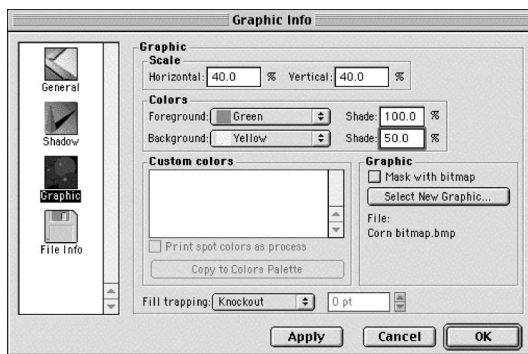 Graphic Info
General
Shadow
Graphic
File Info
Graphic
Scale
Horizontal: 40.0 % Vertical: 40.0 %
Colors
Foreground: Green Shade: 100.0 %
Background: Yellow Shade: 50.0 %
Custom colors
Print spot colors as process
Copy to Colors Palette
Graphic
Mask with bitmap
Select New Graphic...
File:
Corn bitmap.bmp
Fill trapping: Knockout 0 pt
Apply Cancel OK